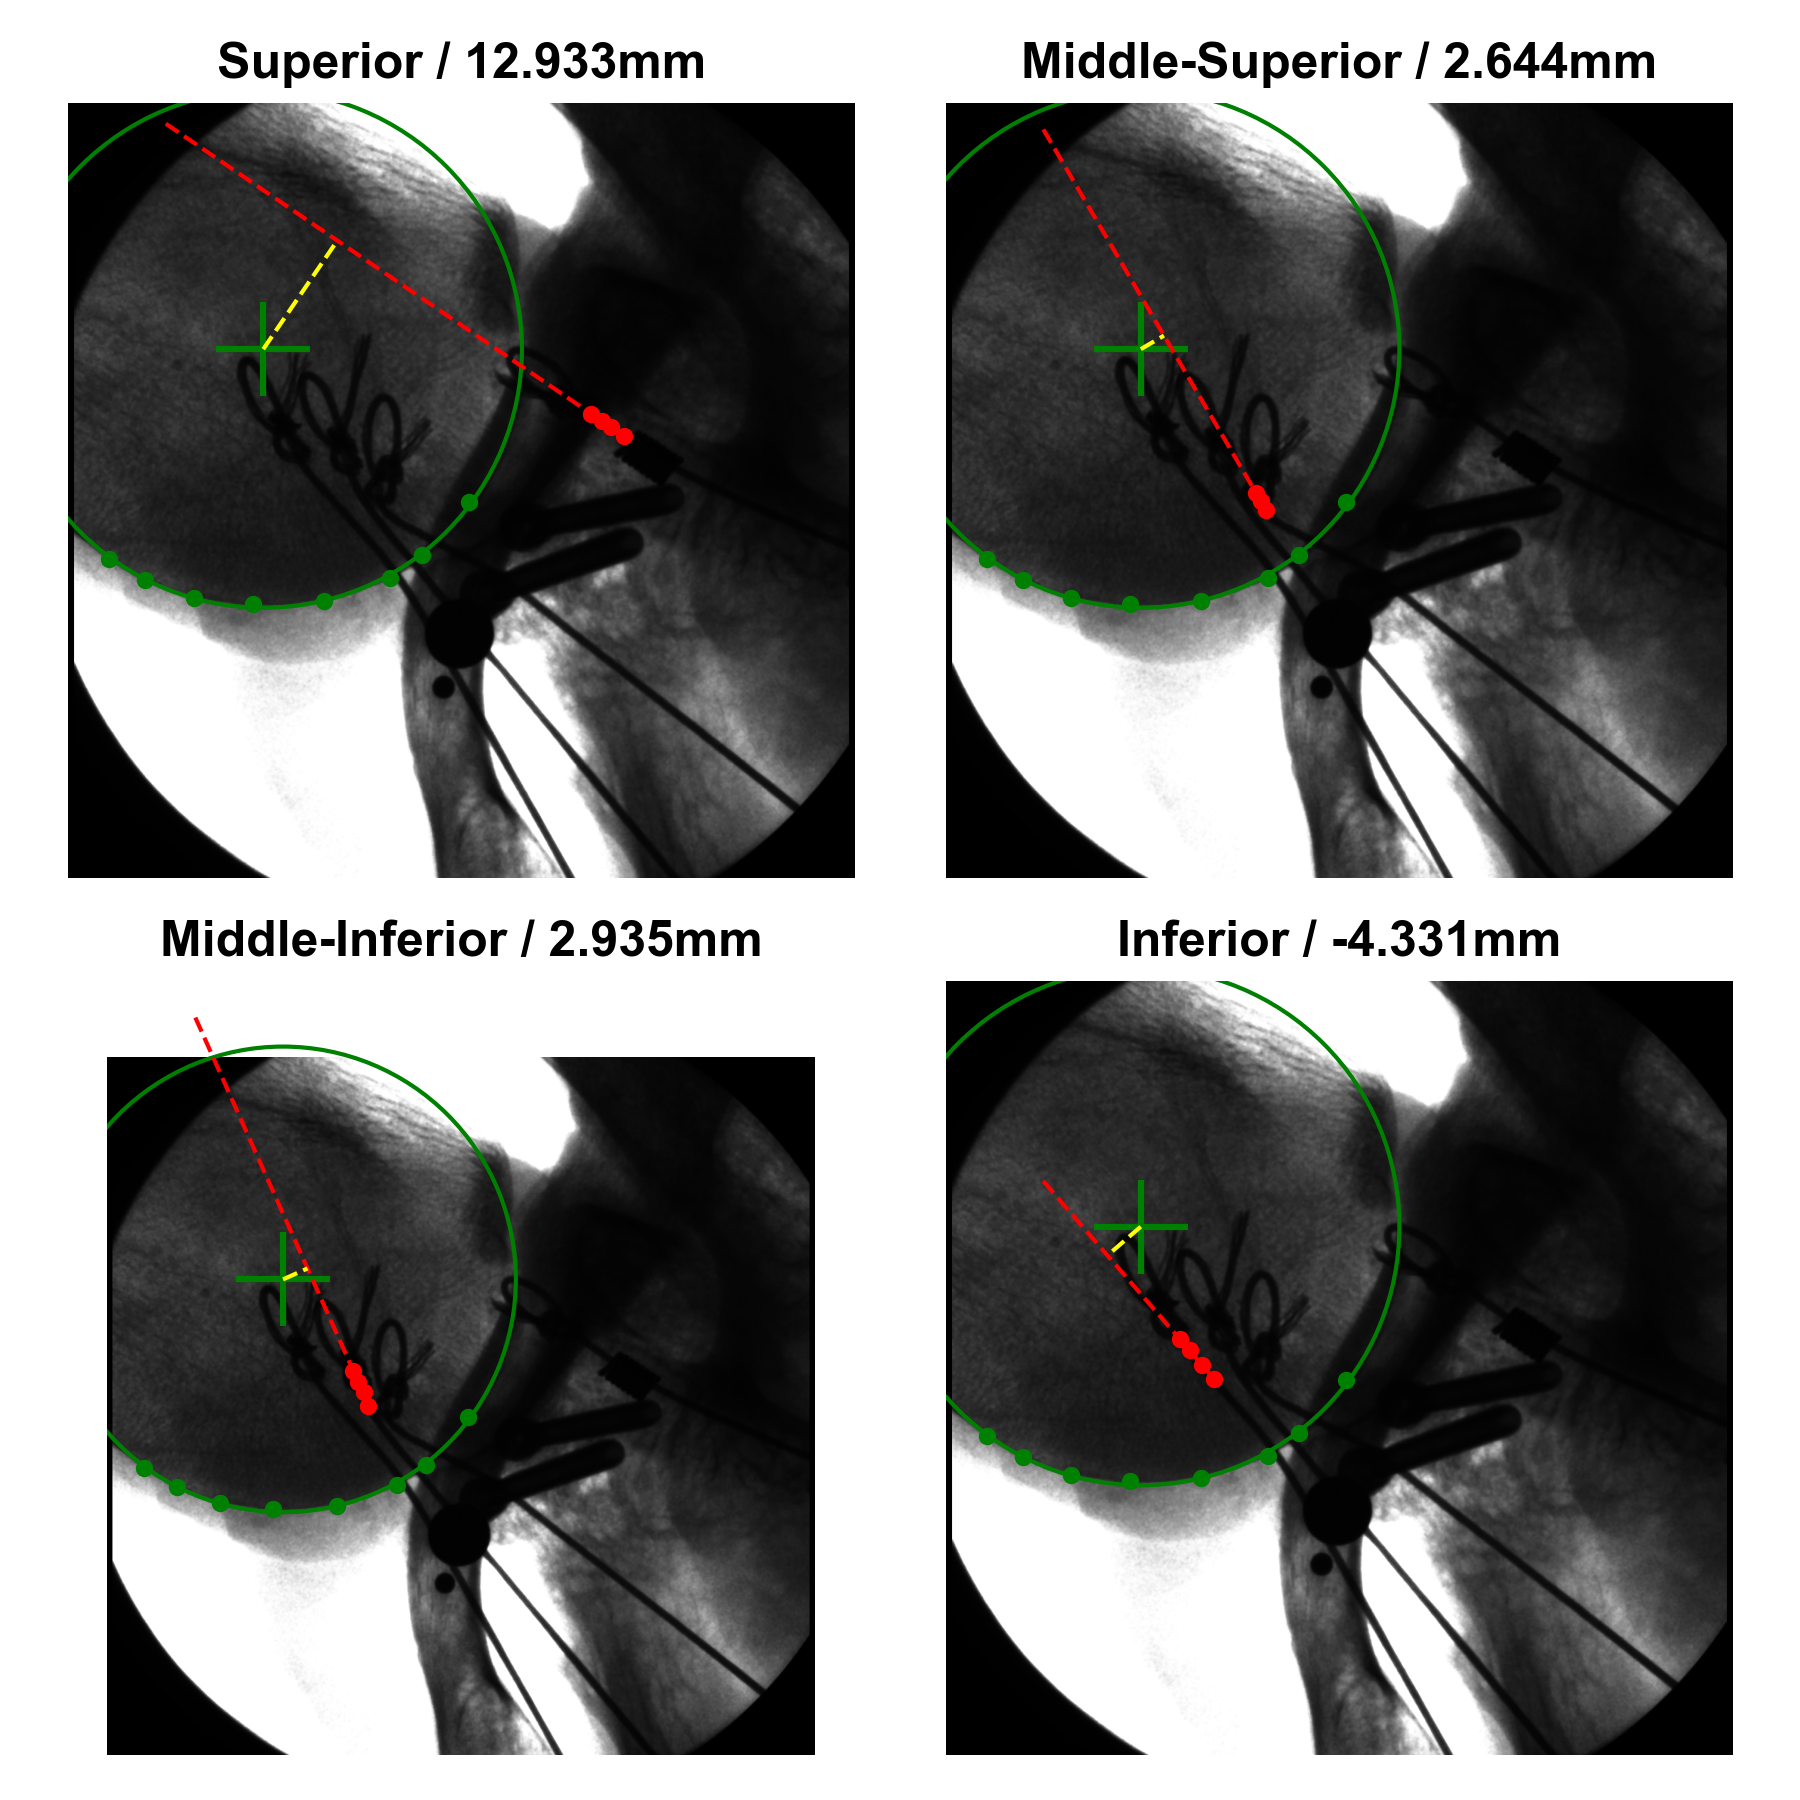 Superior / 12.933mm
Middle-Superior / 2.644mm
Middle-Inferior / 2.935mm
Inferior / -4.331mm